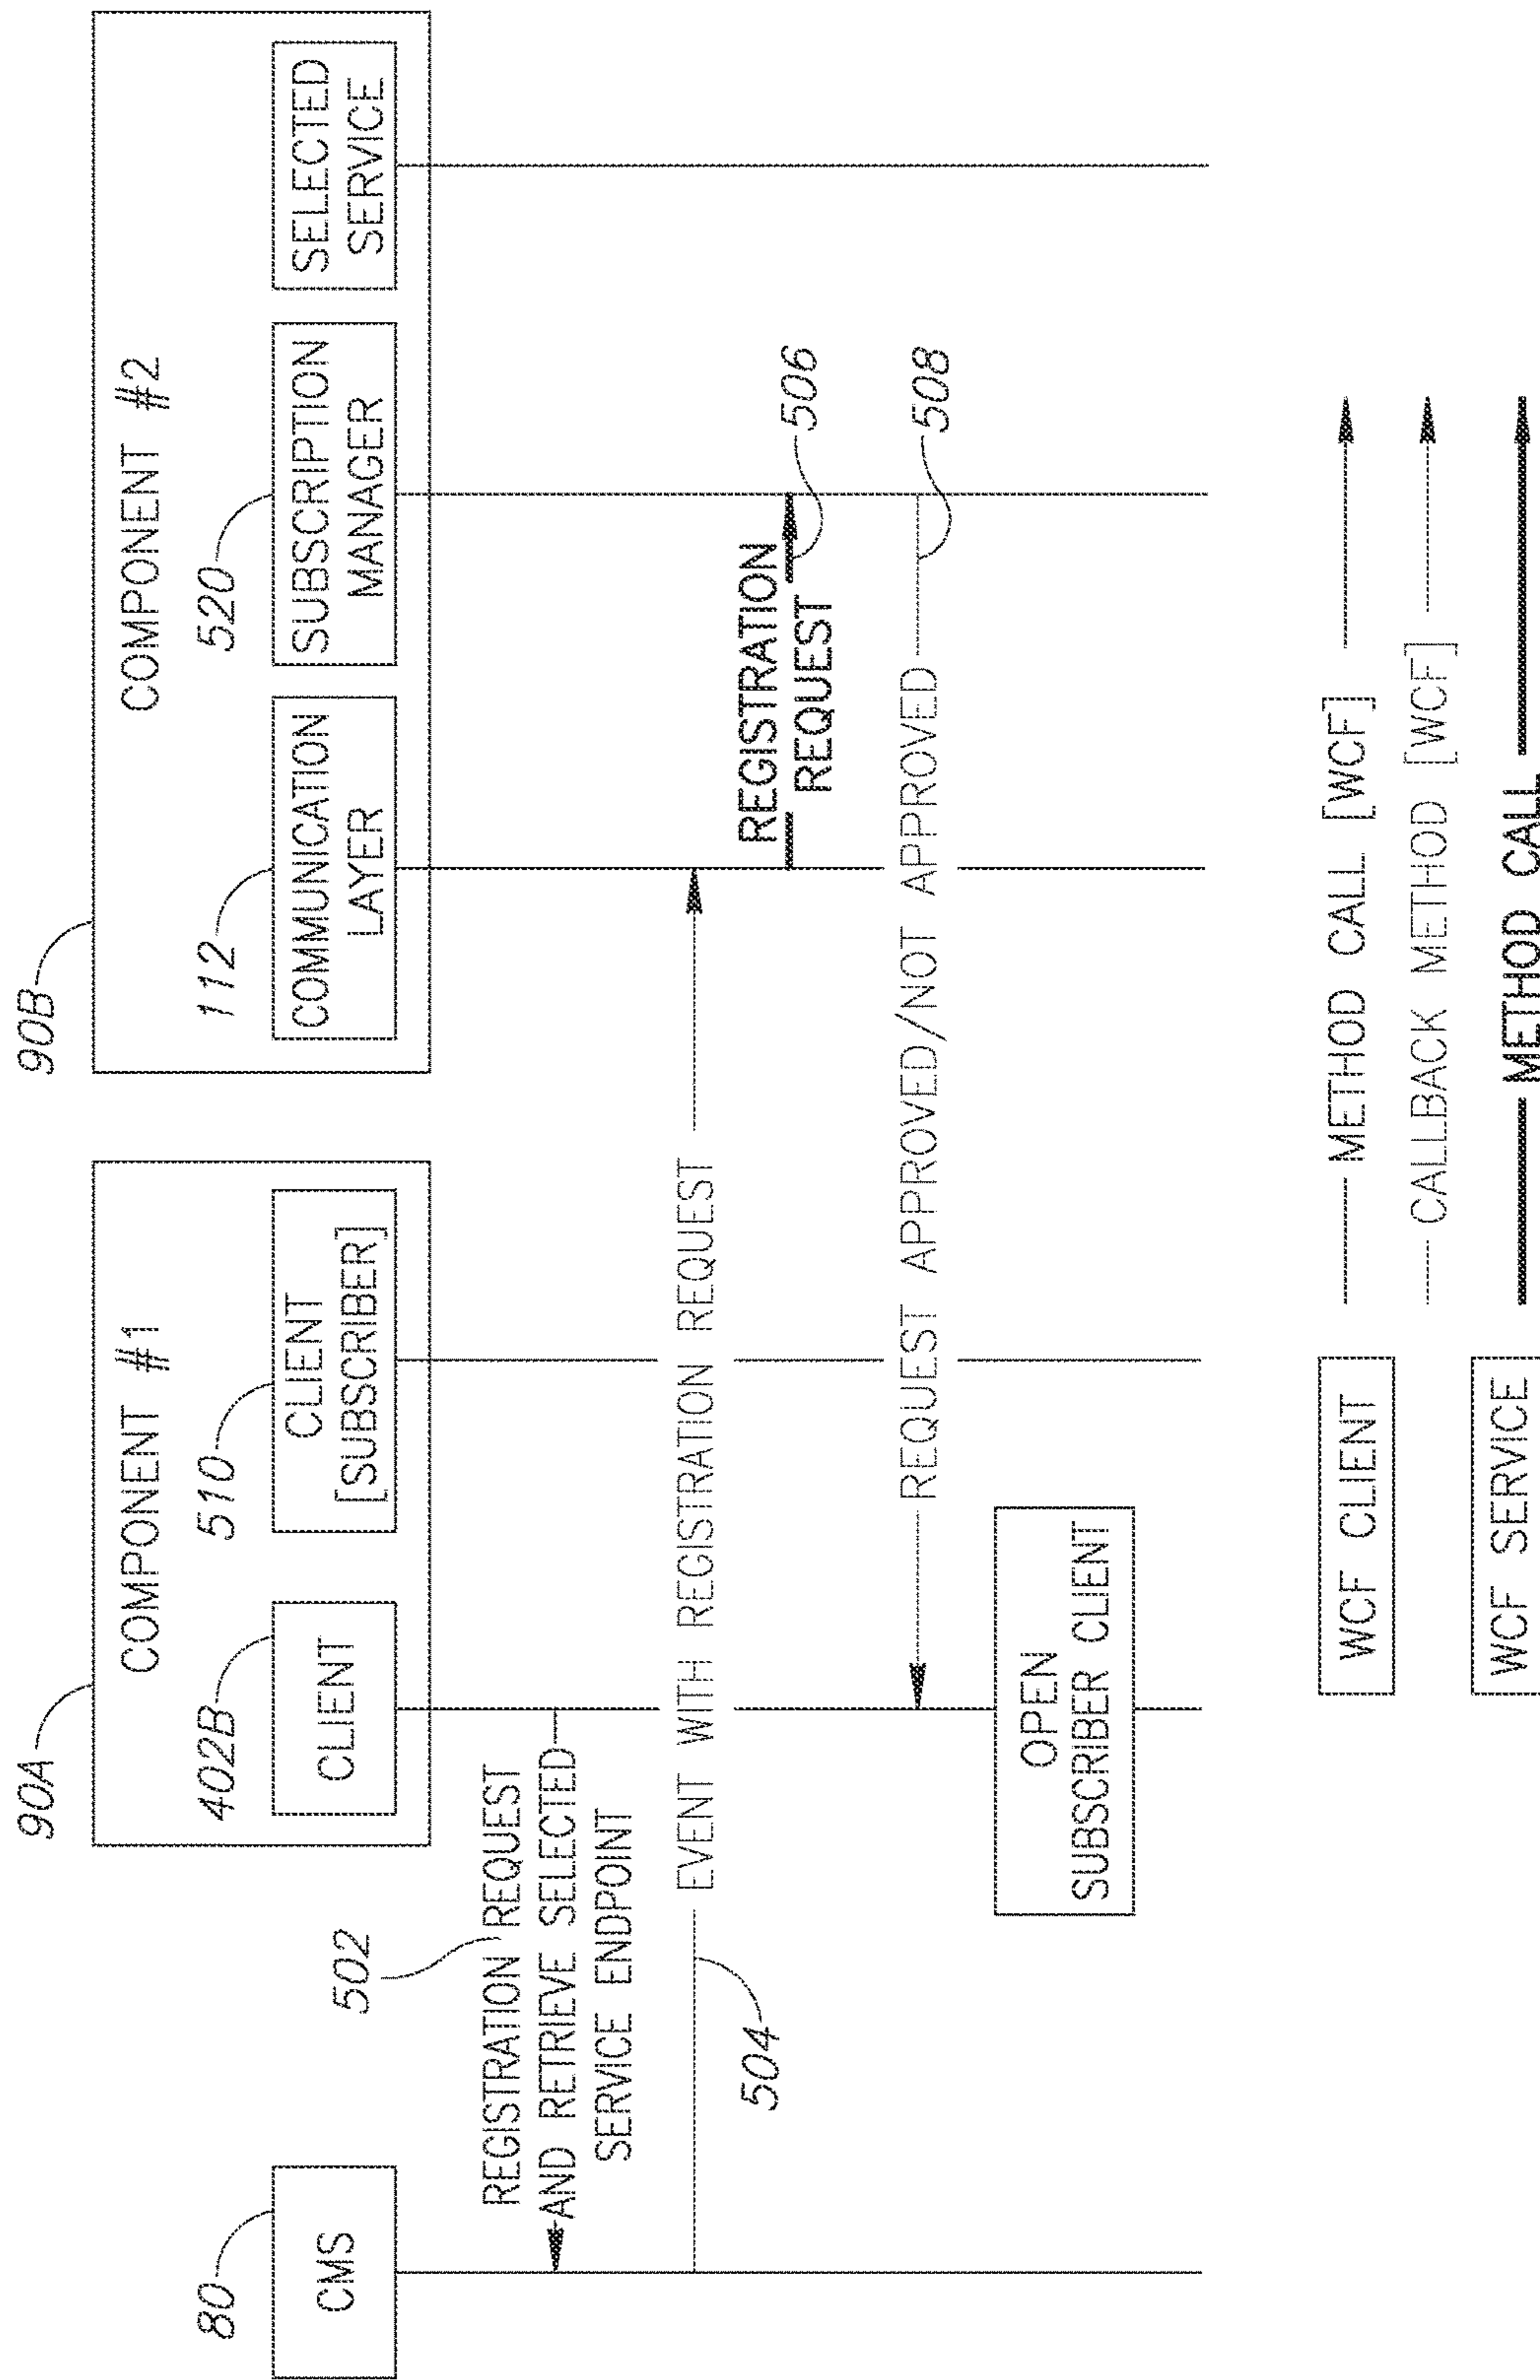 90A
90B
COMPONENT #1
COMPONENT #2
80
402B
510
112
520
CMS
CLIENT
CLIENT
[SUBSCRIBER]
COMMUNICATION
LAYER
SUBSCRIPTION
MANAGER
SELECTED
SERVICE
502
REGISTRATION REQUEST
AND RETRIEVE SELECTED
SERVICE ENDPOINT
EVENT WITH REGISTRATION REQUEST
504
REGISTRATION
REQUEST
506
REQUEST APPROVED/NOT APPROVED
508
OPEN
SUBSCRIBER CLIENT
WCF CLIENT
METHOD CALL [WCF]
CALLBACK METHOD [WCF]
WCF SERVICE
METHOD CALL